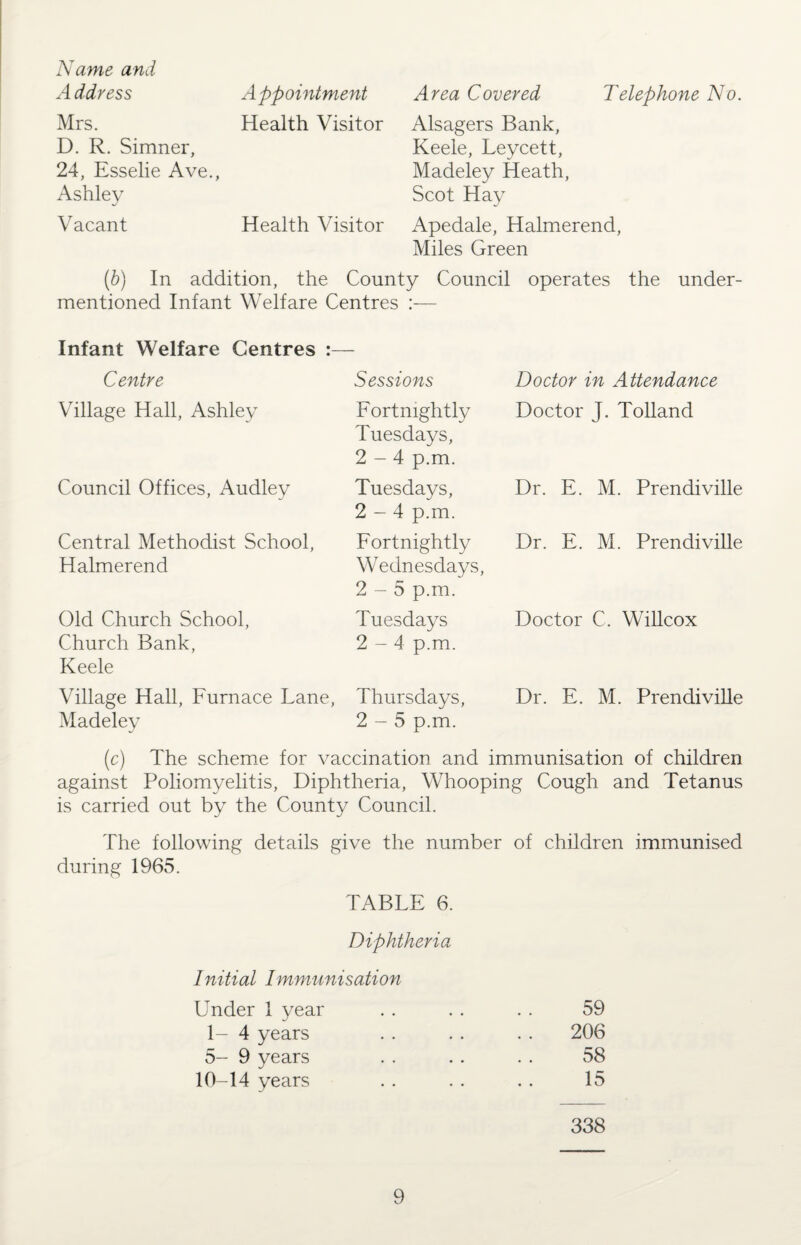 Name and
Address Appointment Area Covered Telephone No.
Mrs. Health Visitor Alsagers Bank,
D. R. Simner, Keele, Leycett,
24, Esselie Ave., Madeley Heath,
Ashley Scot Hay
Vacant Health Visitor Apedale, Halmerend,
Miles Green
(b) In addition, the County Council operates the under-
mentioned Infant Welfare Centres :—
Infant Welfare Centres :—
Centre Sessions Doctor in Attendance
Village Hall, Ashley Fortnightly Doctor J. Tolland
Tuesdays,
2 – 4 p.m.
Council Offices, Audley Tuesdays, Dr. E. M. Prendiville
2 – 4 p.m.
Central Methodist School, Fortnightly Dr. E. M. Prendiville
Halmerend Wednesdays,
2 – 5 p.m.
Old Church School, Tuesdays Doctor C. Willcox
Church Bank, 2 – 4 p.m.
Keele
Village Hall, Furnace Lane, Thursdays, Dr. E. M. Prendiville
Madeley 2 – 5 p.m.
(c) The scheme for vaccination and immunisation of children
against Poliomyelitis, Diphtheria, Whooping Cough and Tetanus
is carried out by the County Council.
The following details give the number of children immunised
during 1965.
TABLE 6.
Diphtheria
Initial Immunisation
Under 1 year .. .. .. 59
1– 4 years .. .. .. 206
5– 9 years .. .. .. 58
10–14 years .. .. .. 15
338
9